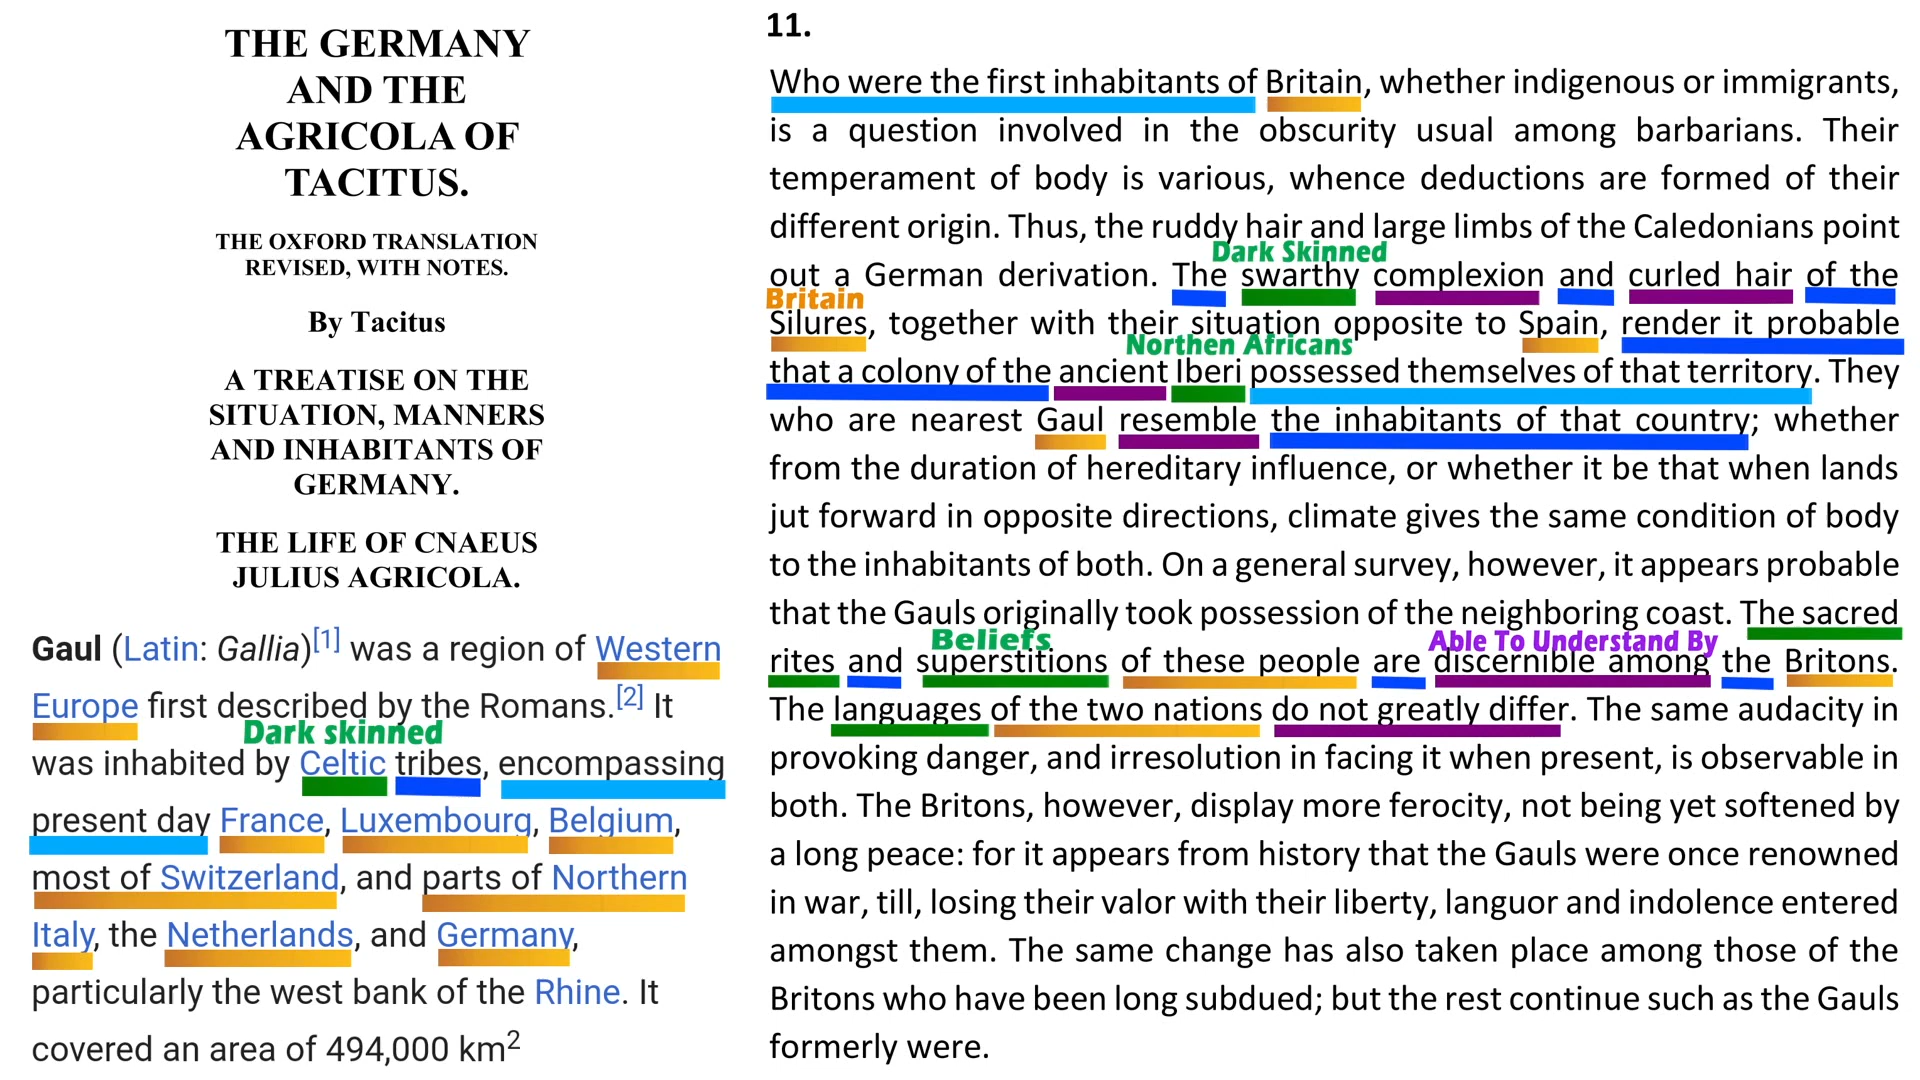 THE GERMANY
AND THE
AGRICOLA OF
TACITUS.
THE OXFORD TRANSLATION
REVISED, WITH NOTES.
By Tacitus
A TREATISE ON THE
SITUATION, MANNERS
AND INHABITANTS OF
GERMANY.
THE LIFE OF CNAEUS
JULIUS AGRICOLA.
Gaul (Latin: Gallia)[1] was a region of Western
Europe first described by the Romans.[2] It
Dark skinned
was inhabited by Celtic tribes, encompassing
present day France, Luxembourg, Belgium,
most of Switzerland, and parts of Northern
Italy, the Netherlands, and Germany,
particularly the west bank of the Rhine. It
covered an area of 494,000 km2
11.
Who were the first inhabitants of Britain, whether indigenous or immigrants,
is a question involved in the obscurity usual among barbarians. Their
temperament of body is various, whence deductions are formed of their
different origin. Thus, the ruddy hair and large limbs of the Caledonians point
Dark Skinned
out a German derivation. The swarthy complexion and curled hair of the
Britain
Silures, together with their situation opposite to Spain, render it probable
Northen Africans
that a colony of the ancient Iberi possessed themselves of that territory. They
who are nearest Gaul resemble the inhabitants of that country; whether
from the duration of hereditary influence, or whether it be that when lands
jut forward in opposite directions, climate gives the same condition of body
to the inhabitants of both. On a general survey, however, it appears probable
that the Gauls originally took possession of the neighboring coast. The sacred
Beliefs Able To Understand By
rites and superstitions of these people are discernible among the Britons.
The languages of the two nations do not greatly differ. The same audacity in
provoking danger, and irresolution in facing it when present, is observable in
both. The Britons, however, display more ferocity, not being yet softened by
a long peace: for it appears from history that the Gauls were once renowned
in war, till, losing their valor with their liberty, languor and indolence entered
amongst them. The same change has also taken place among those of the
Britons who have been long subdued; but the rest continue such as the Gauls
formerly were.